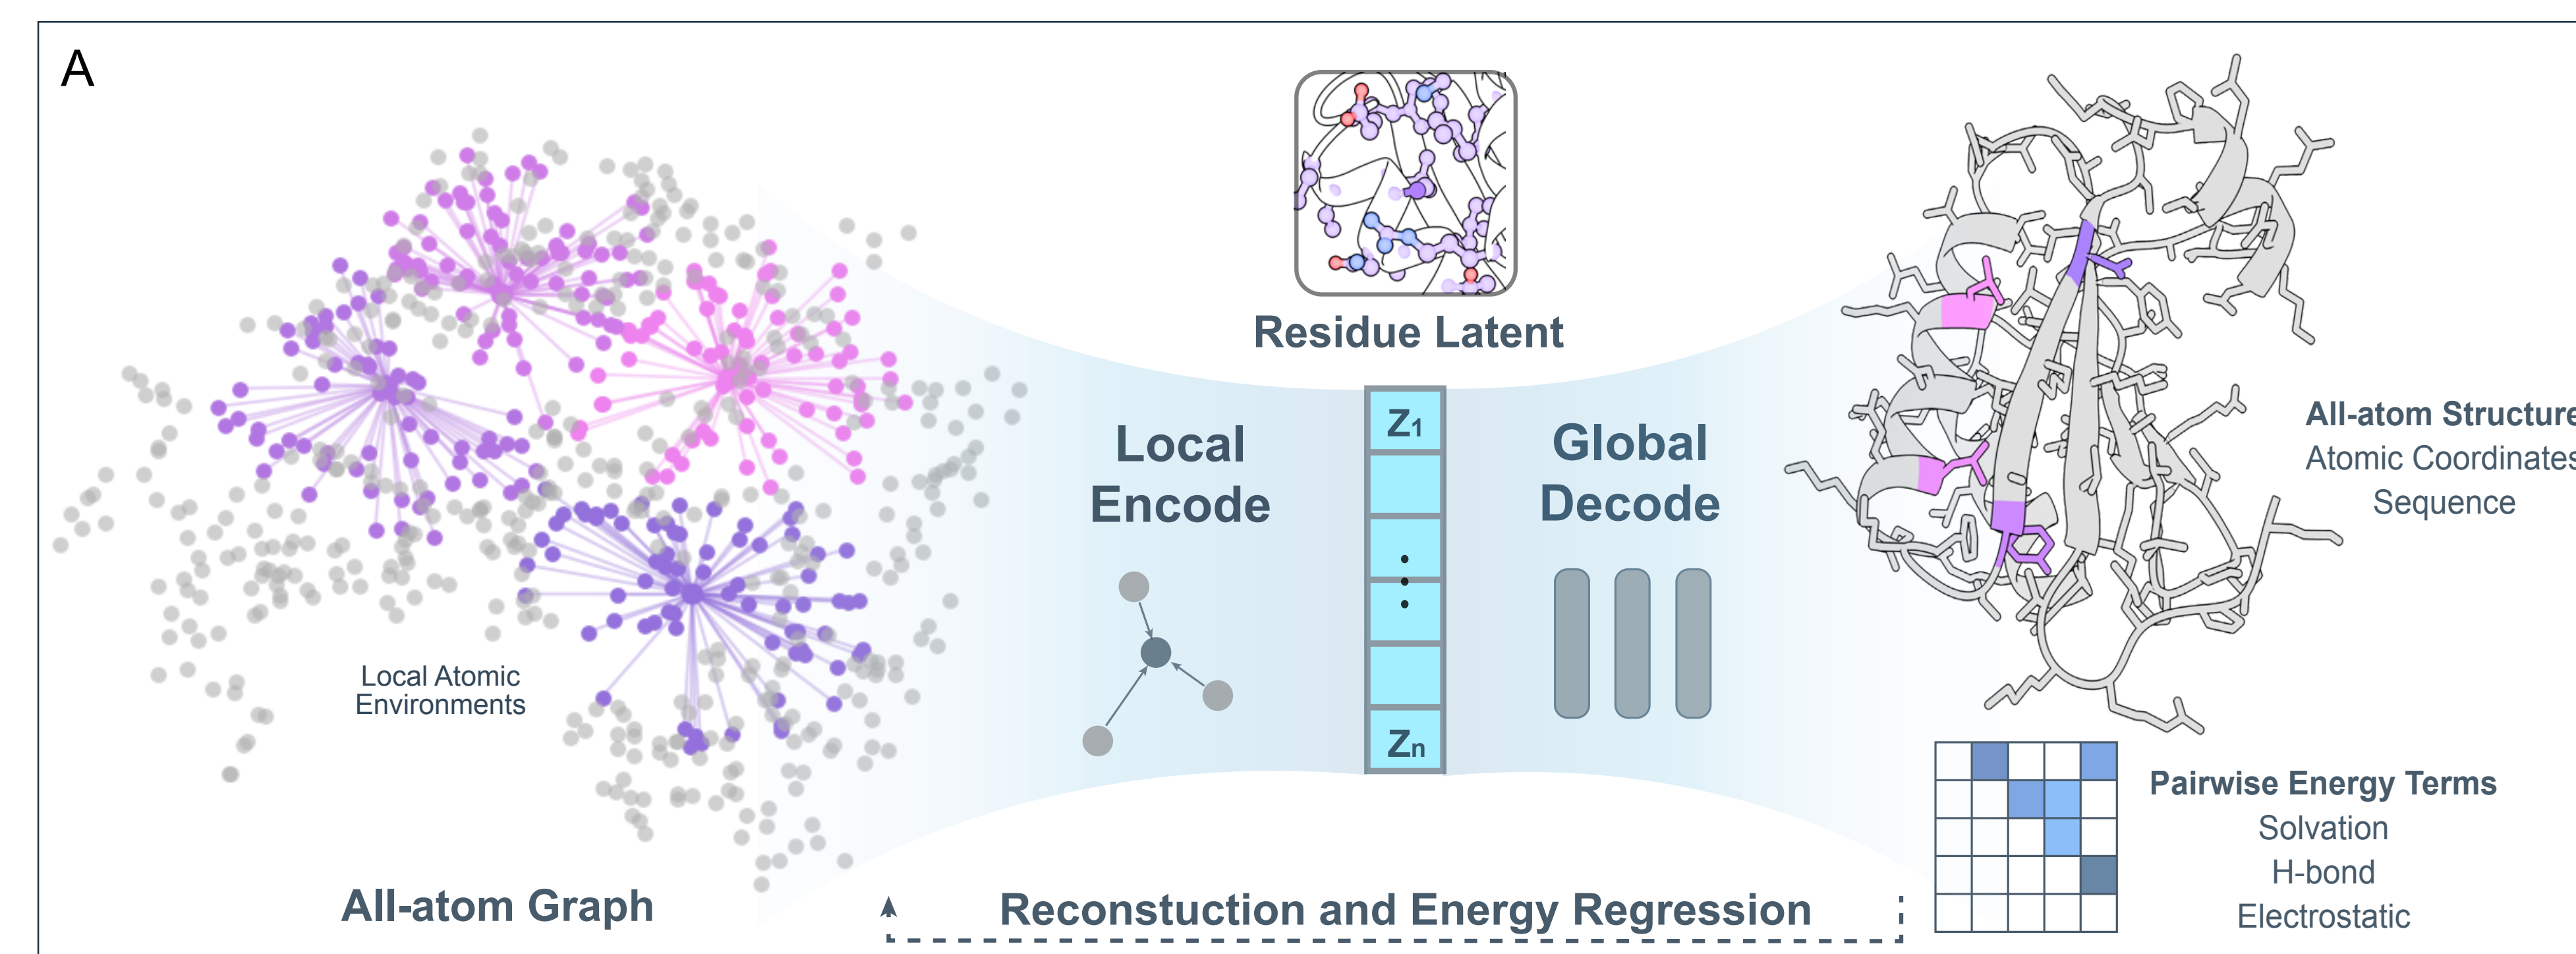 A
Residue Latent
Local
Encode
Z1
Zn
Global
Decode
All-atom Structure
Atomic Coordinates
Sequence
Local Atomic
Environments
Pairwise Energy Terms
Solvation
H-bond
Electrostatic
All-atom Graph
Reconstuction and Energy Regression